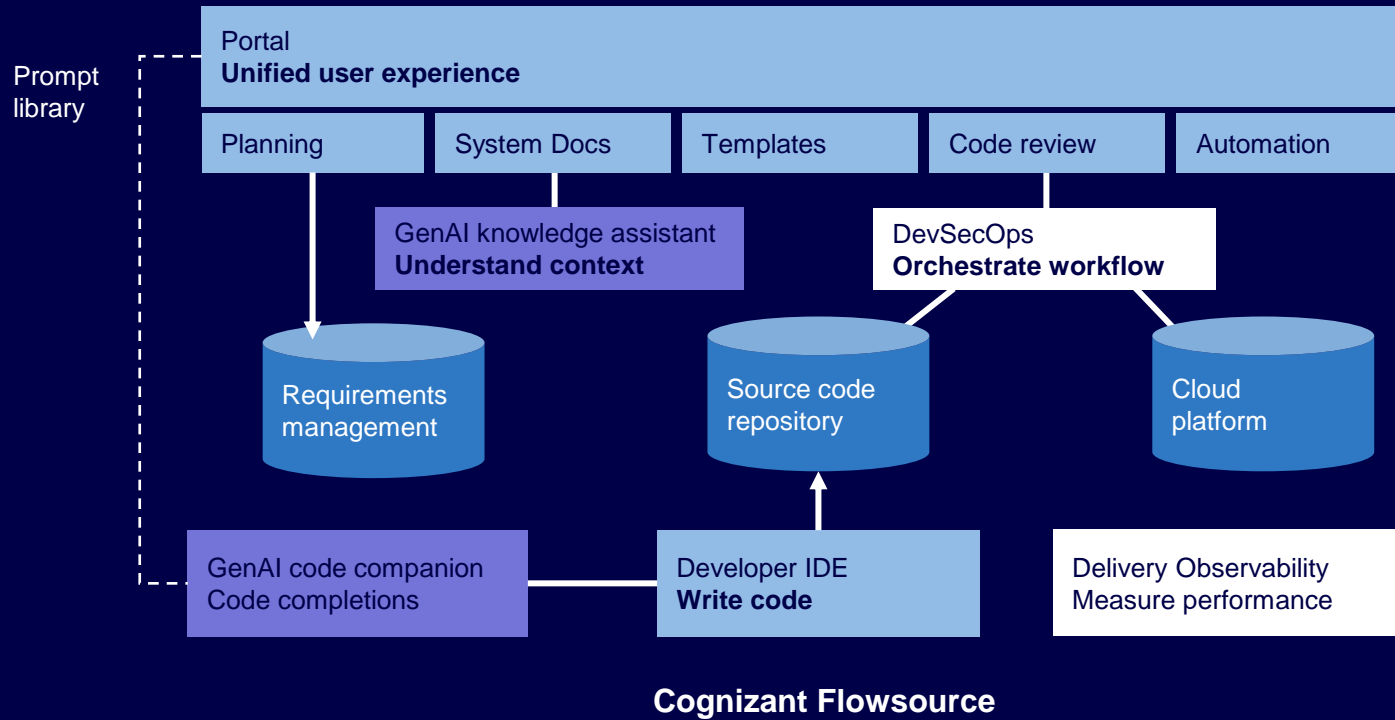 Prompt
library
Portal
Unified user experience
Planning
System Docs
Templates
Code review
Automation
GenAI knowledge assistant
Understand context
DevSecOps
Orchestrate workflow
Requirements
management
Source code
repository
Cloud
platform
GenAI code companion
Code completions
Developer IDE
Write code
Delivery Observability
Measure performance
Cognizant Flowsource